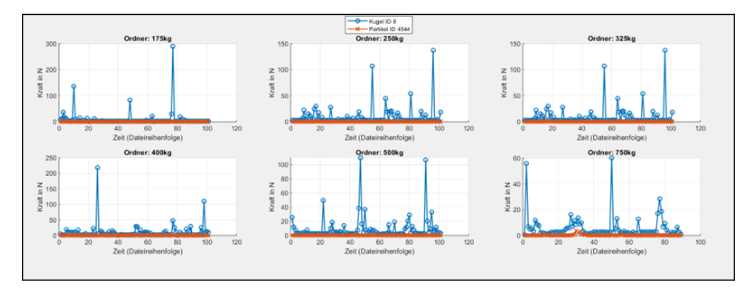 Kugel ID 8
Partikel ID 4544
Ordner: 175kg
Ordner: 250kg
Ordner: 325kg
Kraft in N
300
200
100
0
0 20 40 60 80 100 120
Zeit (Dateireihenfolge)
Kraft in N
150
100
50
0
0 20 40 60 80 100 120
Zeit (Dateireihenfolge)
Kraft in N
150
100
50
0
0 20 40 60 80 100 120
Zeit (Dateireihenfolge)
Ordner: 400kg
Ordner: 500kg
Ordner: 750kg
Kraft in N
250
200
150
100
50
0
0 20 40 60 80 100 120
Zeit (Dateireihenfolge)
Kraft in N
100
80
60
40
20
0
0 20 40 60 80 100 120
Zeit (Dateireihenfolge)
Kraft in N
60
40
20
0
0 20 40 60 80 100
Zeit (Dateireihenfolge)